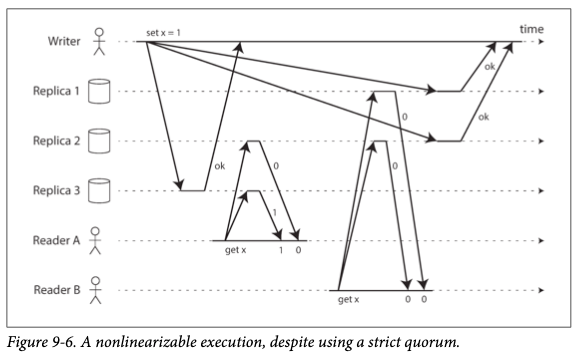 time
Writer
set x = 1
ok
Replica 1
0
ok
Replica 2
ok
0
0
Replica 3
1
Reader A
get x
1 0
Reader B
get x
0 0
Figure 9-6. A nonlinearizable execution, despite using a strict quorum.